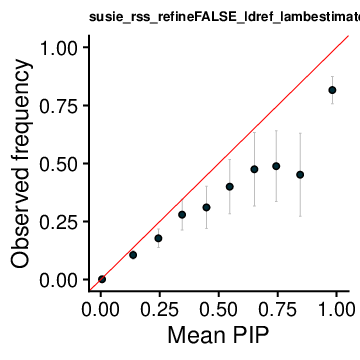 susie_rss_refineFALSE_ldref_lambestimate
1.00
0.75
0.50
0.25
0.00
Observed frequency
0.00 0.25 0.50 0.75 1.00
Mean PIP